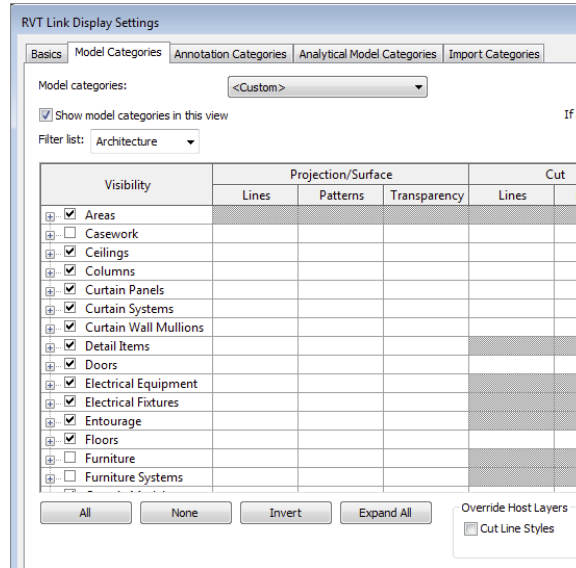 RVT Link Display Settings
Basics Model Categories Annotation Categories Analytical Model Categories Import Categories
Model categories: <Custom>
Show model categories in this view If
Filter list: Architecture
Visibility Projection/Surface Cut
Lines Patterns Transparency Lines
Areas
Casework
Ceilings
Columns
Curtain Panels
Curtain Systems
Curtain Wall Mullions
Detail Items
Doors
Electrical Equipment
Electrical Fixtures
Entourage
Floors
Furniture
Furniture Systems
All None Invert Expand All Override Host Layers
Cut Line Styles